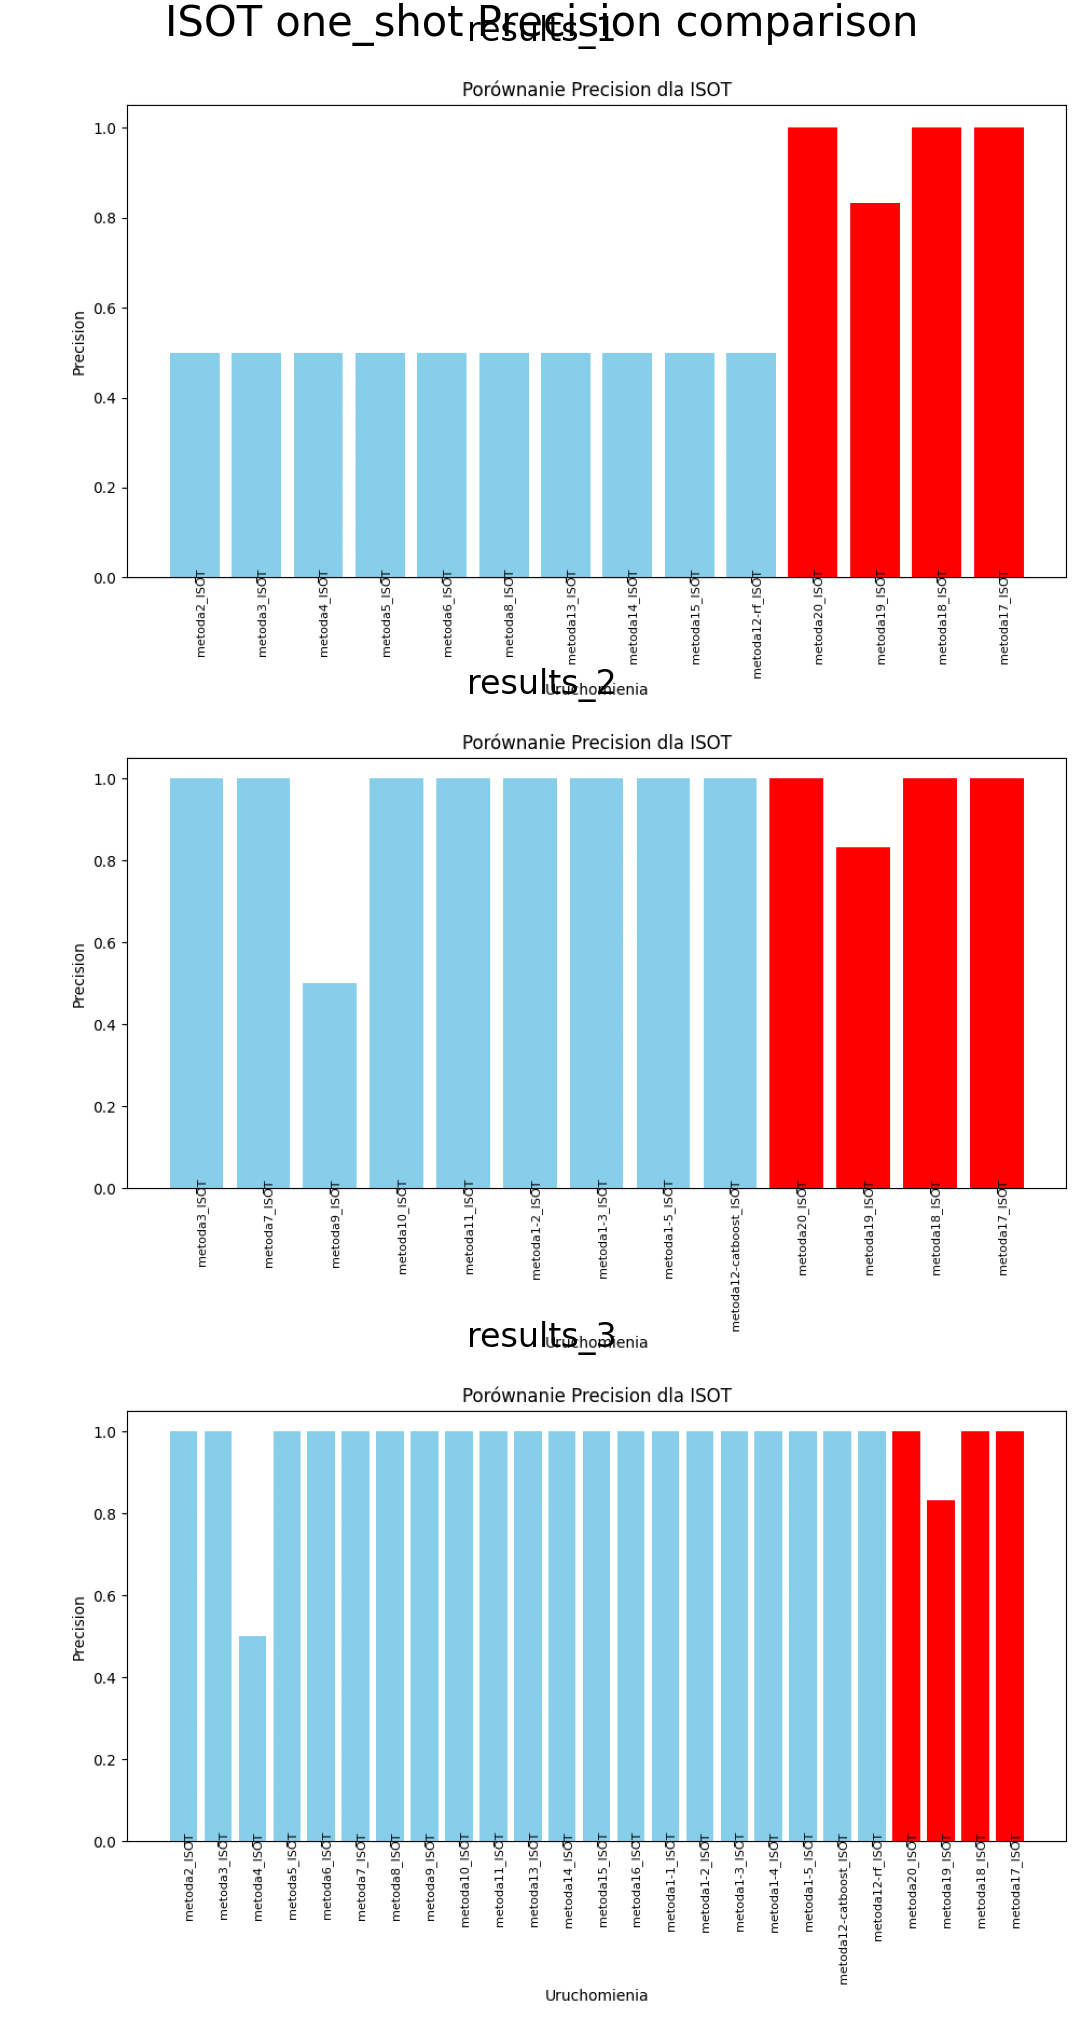 ISOT one_shot Precision comparison
results_1
Porównanie Precision dla ISOT
Precision
1.0
0.8
0.6
0.4
0.2
0.0
metoda2_ISOT
metoda3_ISOT
metoda4_ISOT
metoda5_ISOT
metoda6_ISOT
metoda8_ISOT
metoda13_ISOT
metoda14_ISOT
metoda15_ISOT
metoda12-rf_ISOT
metoda20_ISOT
metoda19_ISOT
metoda18_ISOT
metoda17_ISOT
Uruchomienia
results_2
Porównanie Precision dla ISOT
Precision
1.0
0.8
0.6
0.4
0.2
0.0
metoda3_ISOT
metoda7_ISOT
metoda9_ISOT
metoda10_ISOT
metoda11_ISOT
metoda1-2_ISOT
metoda1-3_ISOT
metoda1-5_ISOT
metoda12-catboost_ISOT
metoda20_ISOT
metoda19_ISOT
metoda18_ISOT
metoda17_ISOT
Uruchomienia
results_3
Porównanie Precision dla ISOT
Precision
1.0
0.8
0.6
0.4
0.2
0.0
metoda2_ISOT
metoda3_ISOT
metoda4_ISOT
metoda5_ISOT
metoda6_ISOT
metoda7_ISOT
metoda8_ISOT
metoda9_ISOT
metoda10_ISOT
metoda11_ISOT
metoda13_ISOT
metoda14_ISOT
metoda15_ISOT
metoda16_ISOT
metoda1-1_ISOT
metoda1-2_ISOT
metoda1-3_ISOT
metoda1-4_ISOT
metoda1-5_ISOT
metoda12-catboost_ISOT
metoda12-rf_ISOT
metoda20_ISOT
metoda19_ISOT
metoda18_ISOT
metoda17_ISOT
Uruchomienia